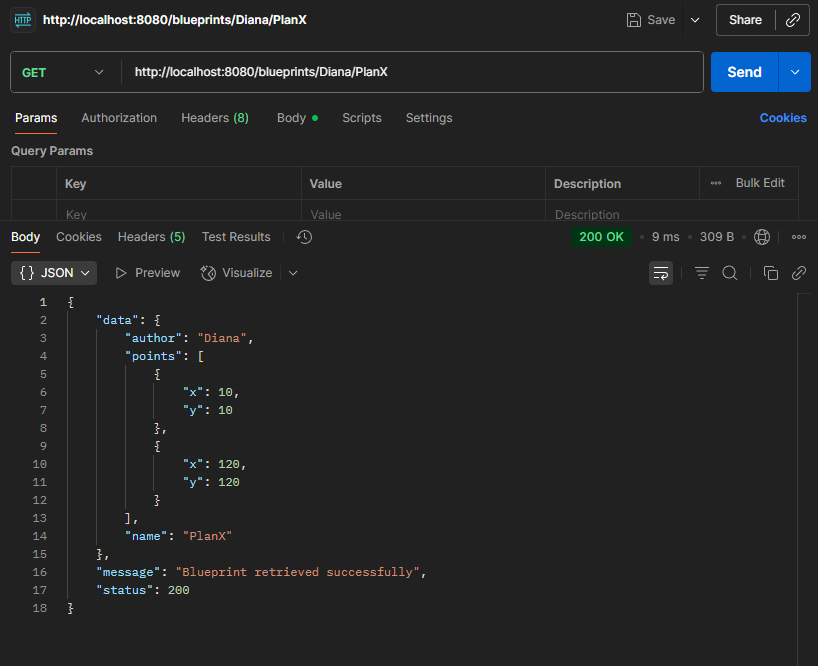 HTTP http://localhost:8080/blueprints/Diana/PlanX Save Share
GET http://localhost:8080/blueprints/Diana/PlanX Send
Params Authorization Headers (8) Body Scripts Settings Cookies
Query Params
Key Value Description Bulk Edit
Key Value Description
Body Cookies Headers (5) Test Results 200 OK 9 ms 309 B
{} JSON Preview Visualize
1 {
2 "data": {
3 "author": "Diana",
4 "points": [
5 {
6 "x": 10,
7 "y": 10
8 },
9 {
10 "x": 120,
11 "y": 120
12 }
13 ],
14 "name": "PlanX"
15 },
16 "message": "Blueprint retrieved successfully",
17 "status": 200
18 }